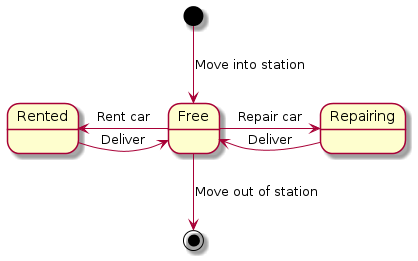 Move into station
Rented
Rent car
Free
Repair car
Repairing
Deliver
Deliver
Move out of station